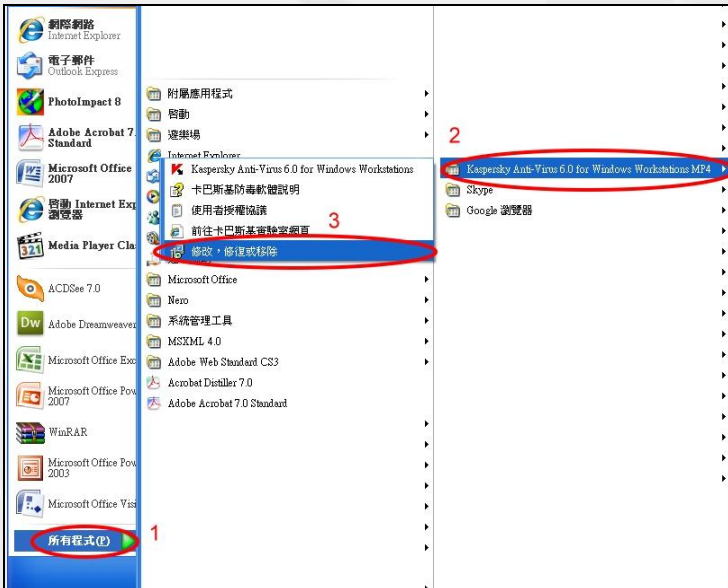 網際網路
Internet Explorer
電子郵件
Outlook Express
PhotoImpact 8
Adobe Acrobat 7.
Standard
Microsoft Office
2007
啓動 Internet Exp
瀏覽器
Media Player Cla
ACDSee 7.0
Adobe Dreamweaver
Microsoft Office Exc
Microsoft Office Pow
2007
WinRAR
Microsoft Office Pow
2003
Microsoft Office Visi
所有程式(P)
1
附屬應用程式
啓動
遊樂場
Internet Explorer
Kaspersky Anti-Virus 6.0 for Windows Workstations
卡巴斯基防毒軟體說明
使用者授權協議
前往卡巴斯基實驗室網頁
3
修改，修復或移除
Microsoft Office
Nero
系統管理工具
MSXML 4.0
Adobe Web Standard CS3
Acrobat Distiller 7.0
Adobe Acrobat 7.0 Standard
2
Kaspersky Anti-Virus 6.0 for Windows Workstations MP4
Skype
Google 瀏覽器